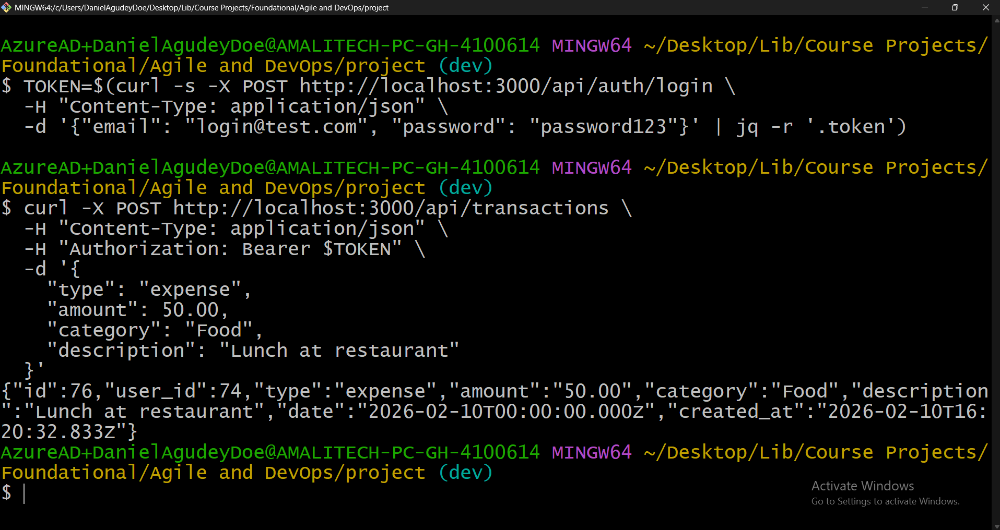 MINGW64:/c/Users/DanielAgudeyDoe/Desktop/Lib/Course Projects/Foundational/Agile and DevOps/project
AzureAD+DanielAgudeyDoe@AMALITECH-PC-GH-4100614 MINGW64 ~/Desktop/Lib/Course Projects/
Foundational/Agile and DevOps/project (dev)
$ TOKEN=$(curl -s -X POST http://localhost:3000/api/auth/login \
  -H "Content-Type: application/json" \
  -d '{"email": "login@test.com", "password": "password123"}' | jq -r '.token')
AzureAD+DanielAgudeyDoe@AMALITECH-PC-GH-4100614 MINGW64 ~/Desktop/Lib/Course Projects/
Foundational/Agile and DevOps/project (dev)
$ curl -X POST http://localhost:3000/api/transactions \
  -H "Content-Type: application/json" \
  -H "Authorization: Bearer $TOKEN" \
  -d '{
    "type": "expense",
    "amount": 50.00,
    "category": "Food",
    "description": "Lunch at restaurant"
  }'
{"id":76,"user_id":74,"type":"expense","amount":"50.00","category":"Food","description
":"Lunch at restaurant","date":"2026-02-10T00:00:00.000Z","created_at":"2026-02-10T16:
20:32.833Z"}
AzureAD+DanielAgudeyDoe@AMALITECH-PC-GH-4100614 MINGW64 ~/Desktop/Lib/Course Projects/
Foundational/Agile and DevOps/project (dev)
$
Activate Windows
Go to Settings to activate Windows.